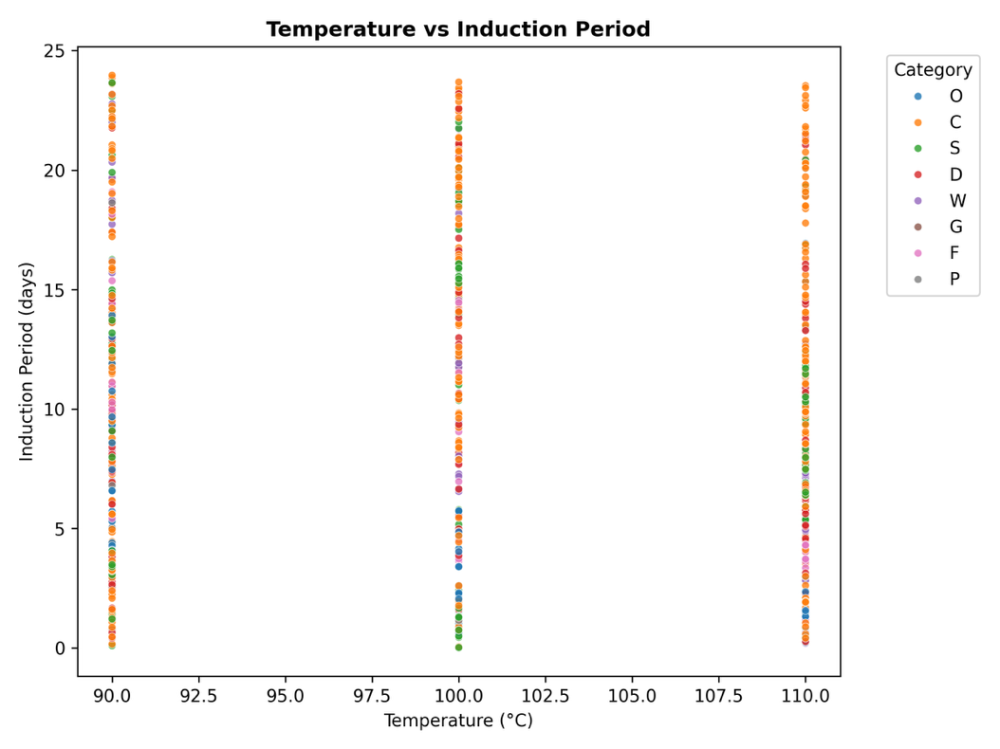 Temperature vs Induction Period
25
20
15
10
5
0
Induction Period (days)
90.0 92.5 95.0 97.5 100.0 102.5 105.0 107.5 110.0
Temperature (°C)
Category
O
C
S
D
W
G
F
P